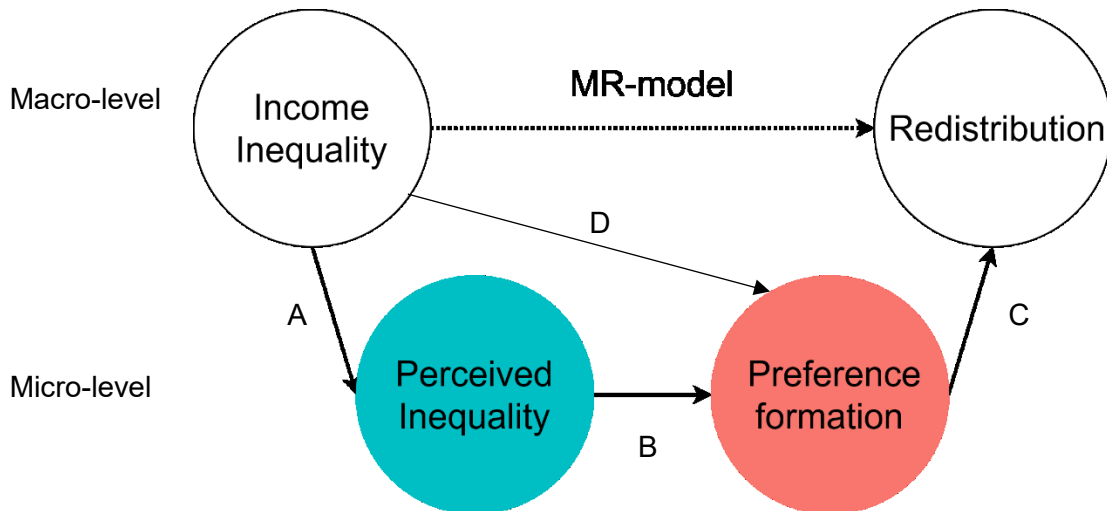 Macro-level
Income
Inequality
MR-model
Redistribution
D
A
C
Micro-level
Perceived
Inequality
B
Preference
formation